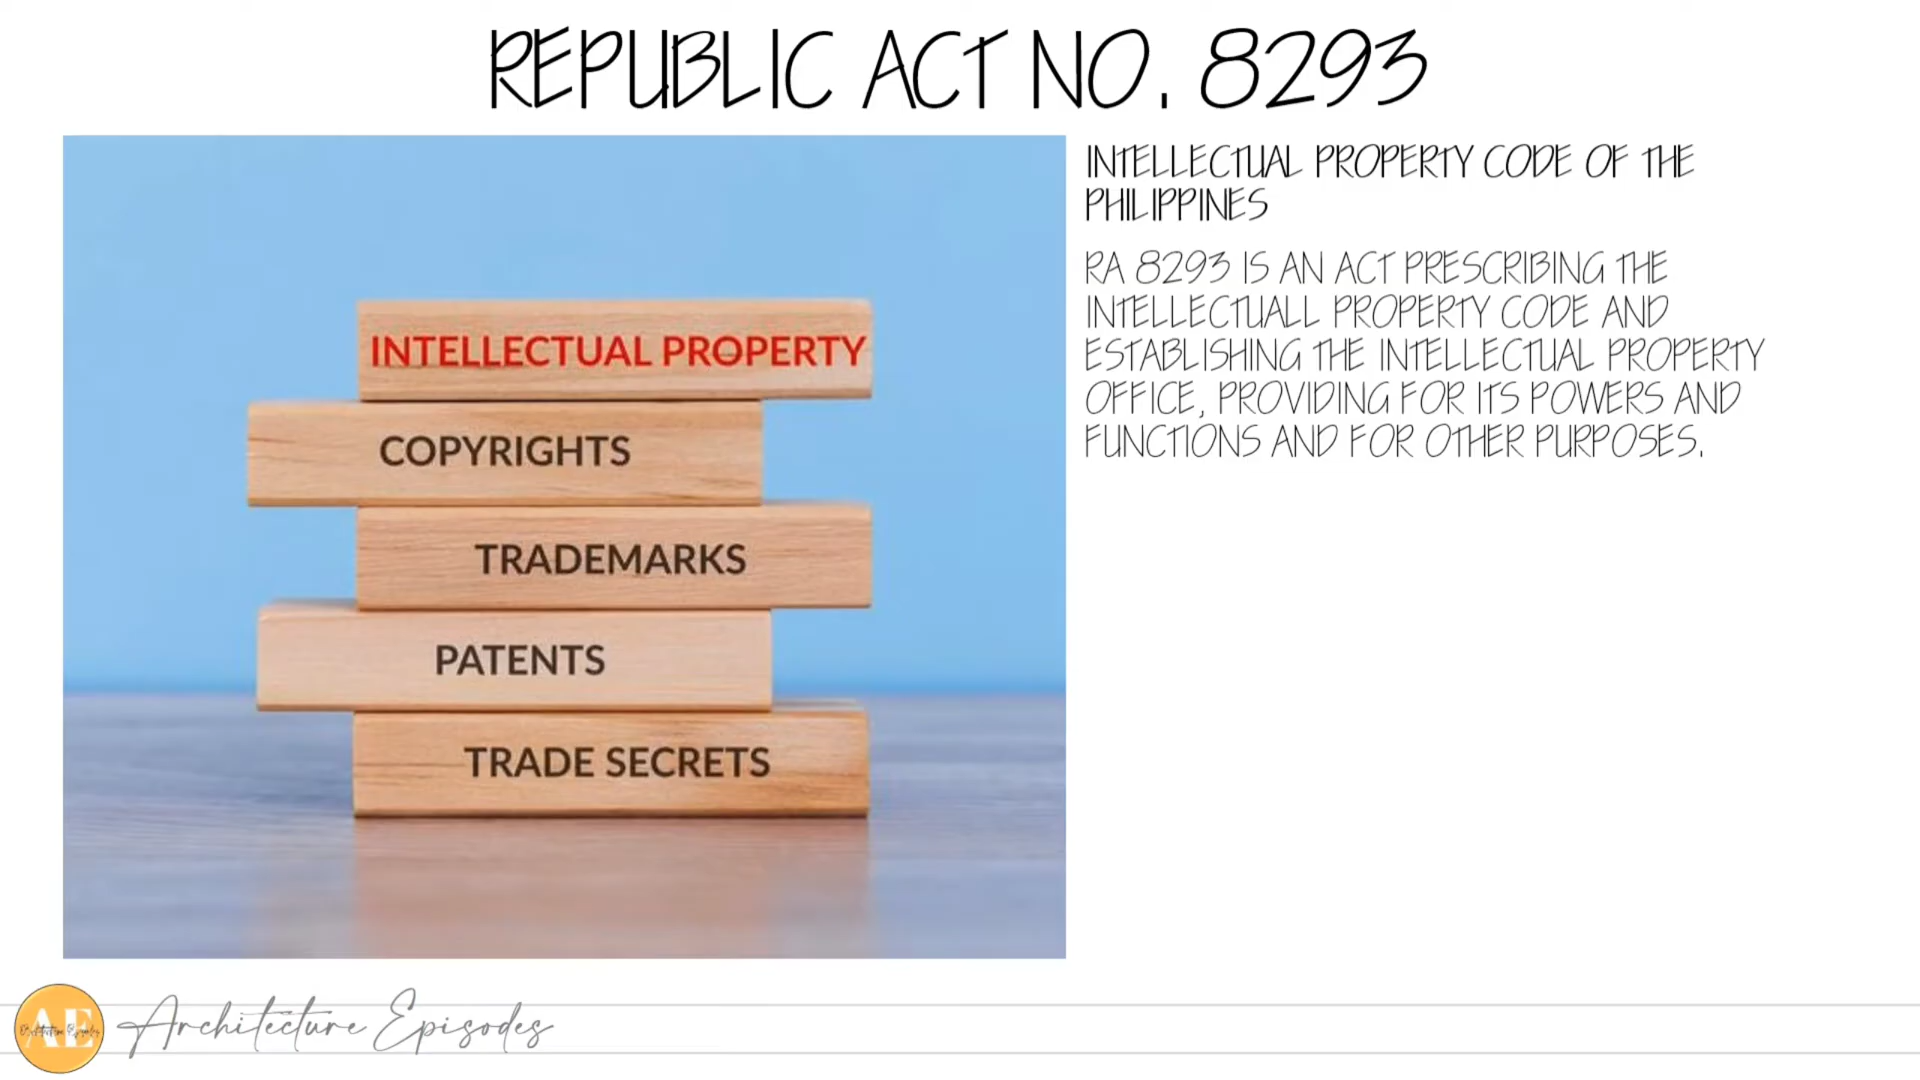 REPUBLIC ACT NO. 8293
INTELLECTUAL PROPERTY
COPYRIGHTS
TRADEMARKS
PATENTS
TRADE SECRETS
INTELLECTUAL PROPERTY CODE OF THE
PHILIPPINES
RA 8293 IS AN ACT PRESCRIBING THE
INTELLECTUALL PROPERTY CODE AND
ESTABLISHING THE INTELLECTUAL PROPERTY
OFFICE, PROVIDING FOR ITS POWERS AND
FUNCTIONS AND FOR OTHER PURPOSES.
AE
Architecture Episodes
Architecture Episodes